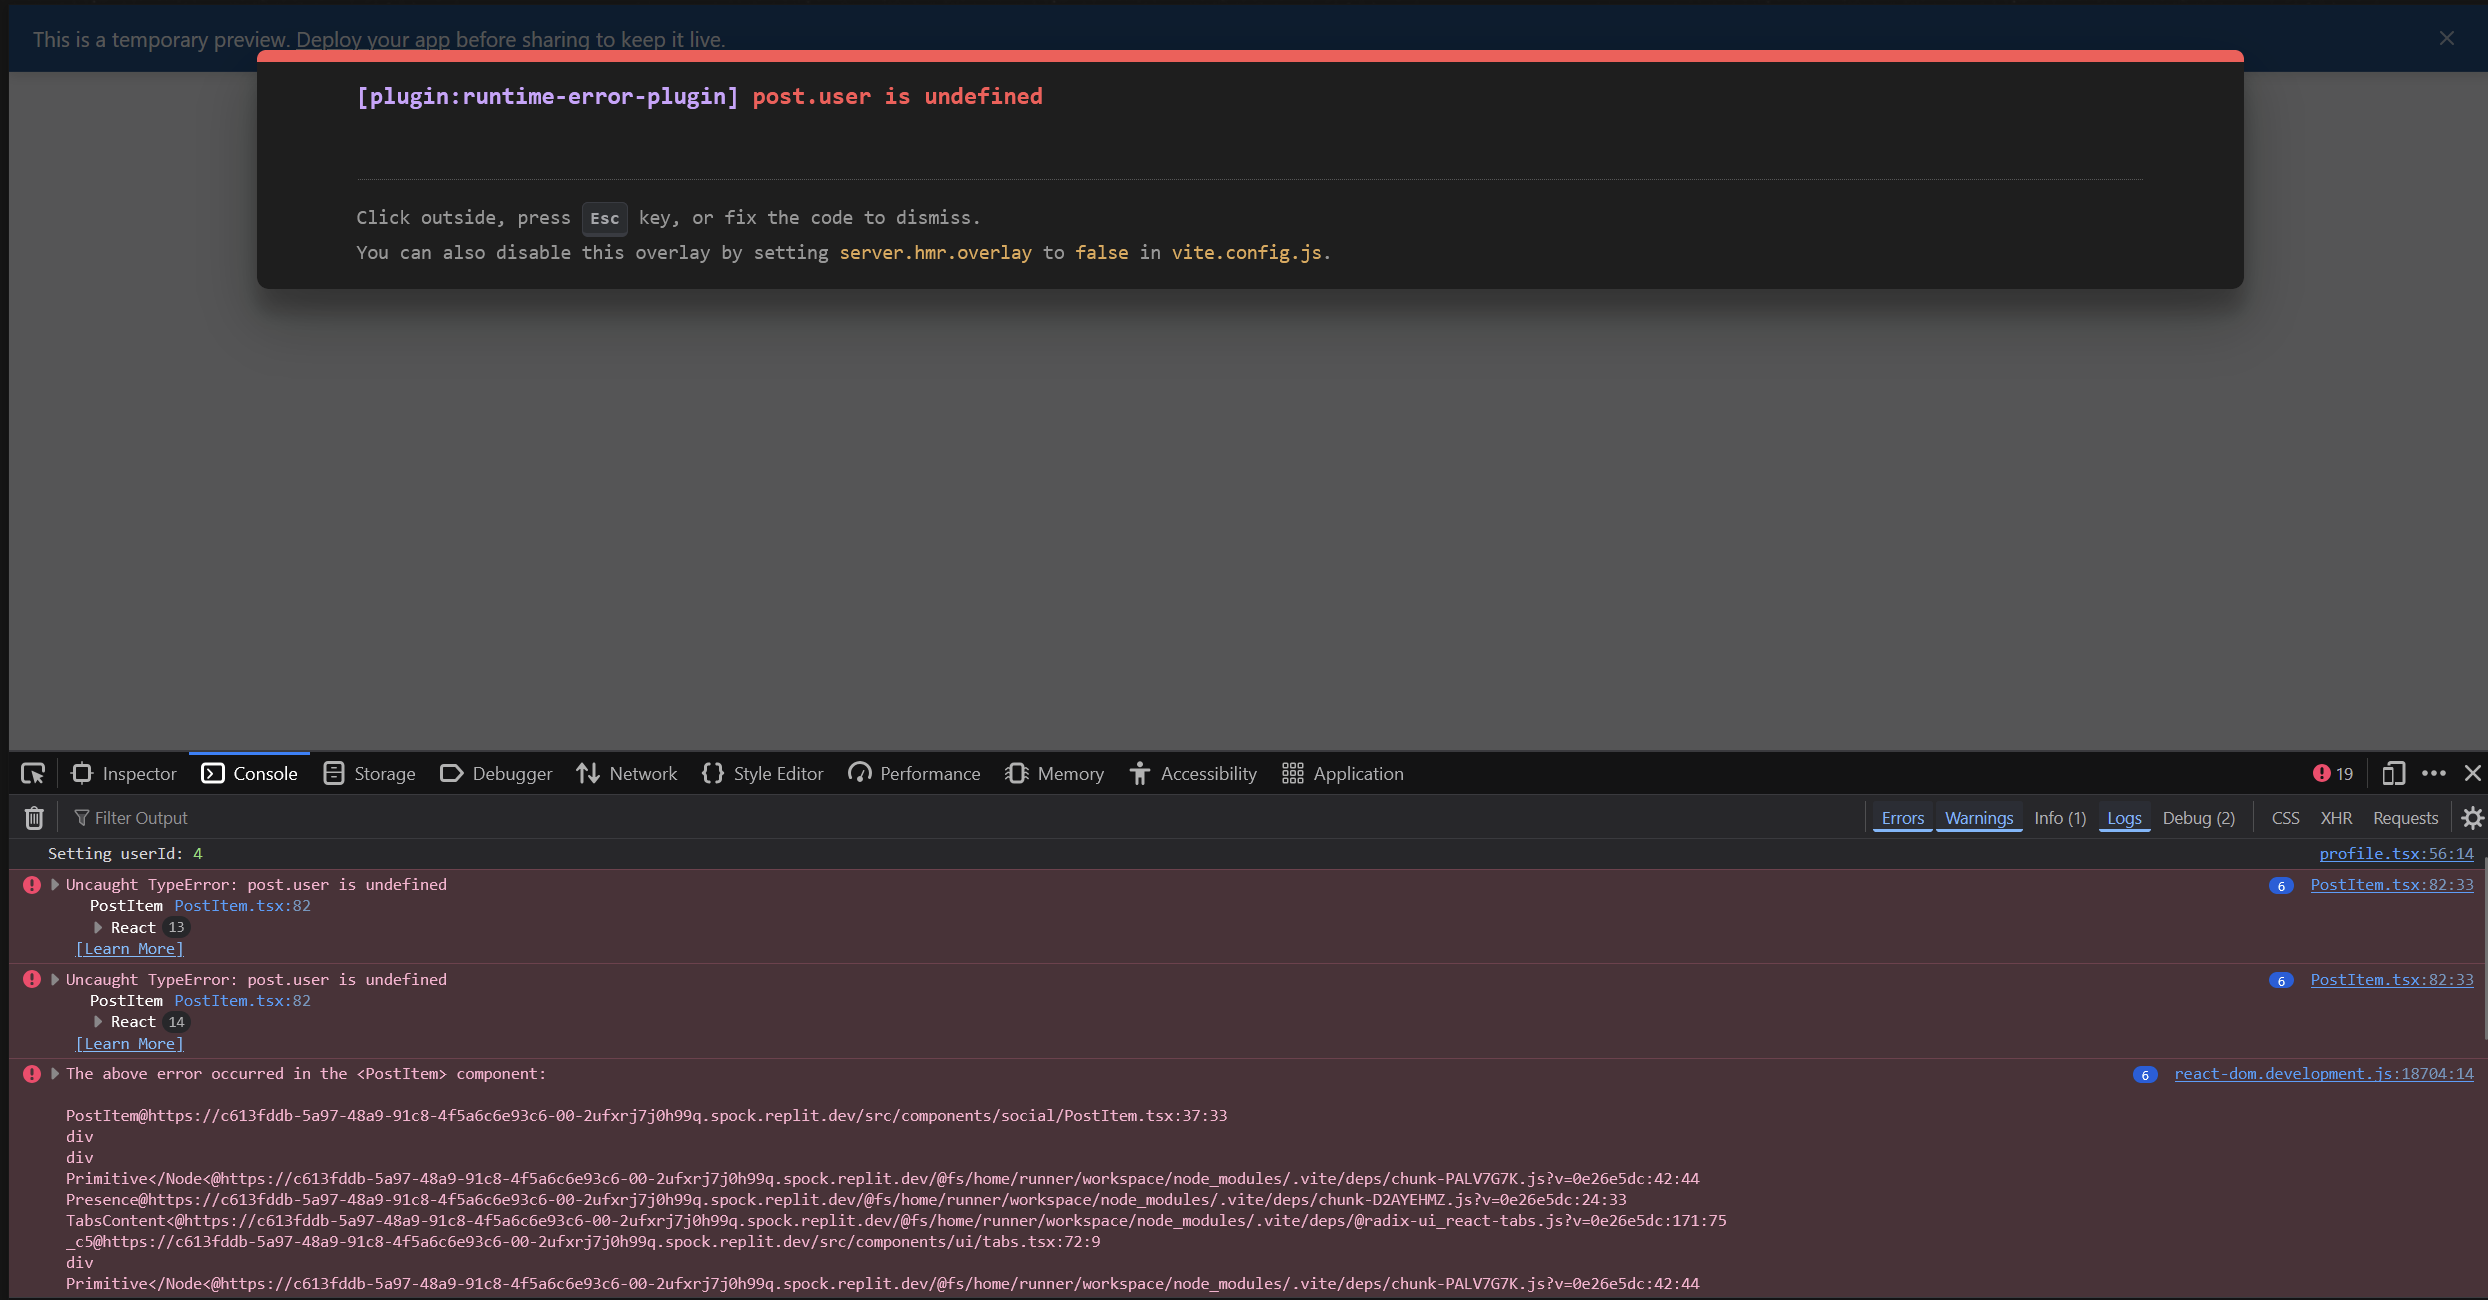 This is a temporary preview. Deploy your app before sharing to keep it live.
[plugin:runtime-error-plugin] post.user is undefined
Click outside, press Esc key, or fix the code to dismiss.
You can also disable this overlay by setting server.hmr.overlay to false in vite.config.js.
Inspector Console Storage Debugger Network Style Editor Performance Memory Accessibility Application 19
Filter Output Errors Warnings Info (1) Logs Debug (2) CSS XHR Requests
Setting userId: 4 profile.tsx:56:14
Uncaught TypeError: post.user is undefined 6 PostItem.tsx:82:33
PostItem PostItem.tsx:82
React 13
[Learn More]
Uncaught TypeError: post.user is undefined 6 PostItem.tsx:82:33
PostItem PostItem.tsx:82
React 14
[Learn More]
The above error occurred in the <PostItem> component: 6 react-dom.development.js:18704:14
PostItem@https://c613fddb-5a97-48a9-91c8-4f5a6c6e93c6-00-2ufxrj7j0h99q.spock.replit.dev/src/components/social/PostItem.tsx:37:33
div
div
Primitive</Node<@https://c613fddb-5a97-48a9-91c8-4f5a6c6e93c6-00-2ufxrj7j0h99q.spock.replit.dev/@fs/home/runner/workspace/node_modules/.vite/deps/chunk-PALV7G7K.js?v=0e26e5dc:42:44
Presence@https://c613fddb-5a97-48a9-91c8-4f5a6c6e93c6-00-2ufxrj7j0h99q.spock.replit.dev/@fs/home/runner/workspace/node_modules/.vite/deps/chunk-D2AYEHMZ.js?v=0e26e5dc:24:33
TabsContent<@https://c613fddb-5a97-48a9-91c8-4f5a6c6e93c6-00-2ufxrj7j0h99q.spock.replit.dev/@fs/home/runner/workspace/node_modules/.vite/deps/@radix-ui_react-tabs.js?v=0e26e5dc:171:75
_c5@https://c613fddb-5a97-48a9-91c8-4f5a6c6e93c6-00-2ufxrj7j0h99q.spock.replit.dev/src/components/ui/tabs.tsx:72:9
div
Primitive</Node<@https://c613fddb-5a97-48a9-91c8-4f5a6c6e93c6-00-2ufxrj7j0h99q.spock.replit.dev/@fs/home/runner/workspace/node_modules/.vite/deps/chunk-PALV7G7K.js?v=0e26e5dc:42:44